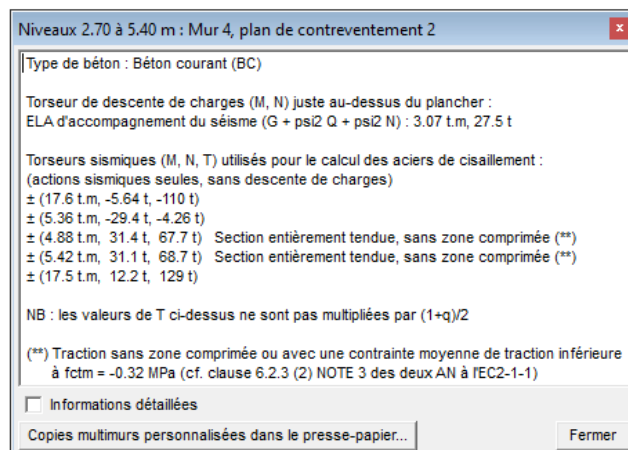 Niveaux 2.70 à 5.40 m : Mur 4, plan de contreventement 2
x
Type de béton : Béton courant (BC)
Torseur de descente de charges (M, N) juste au-dessus du plancher :
ELA d'accompagnement du séisme (G + psi2 Q + psi2 N) : 3.07 t.m, 27.5 t
Torseurs sismiques (M, N, T) utilisés pour le calcul des aciers de cisaillement :
(actions sismiques seules, sans descente de charges)
± (17.6 t.m, -5.64 t, -110 t)
± (5.36 t.m, -29.4 t, -4.26 t)
± (4.88 t.m, 31.4 t, 67.7 t) Section entièrement tendue, sans zone comprimée (**)
± (5.42 t.m, 31.1 t, 68.7 t) Section entièrement tendue, sans zone comprimée (**)
± (17.5 t.m, 12.2 t, 129 t)
NB : les valeurs de T ci-dessus ne sont pas multipliées par (1+q)/2
(**) Traction sans zone comprimée ou avec une contrainte moyenne de traction inférieure
à fctm = -0.32 MPa (cf. clause 6.2.3 (2) NOTE 3 des deux AN à l'EC2-1-1)
Informations détaillées
Copies multimurs personnalisées dans le presse-papier...
Fermer